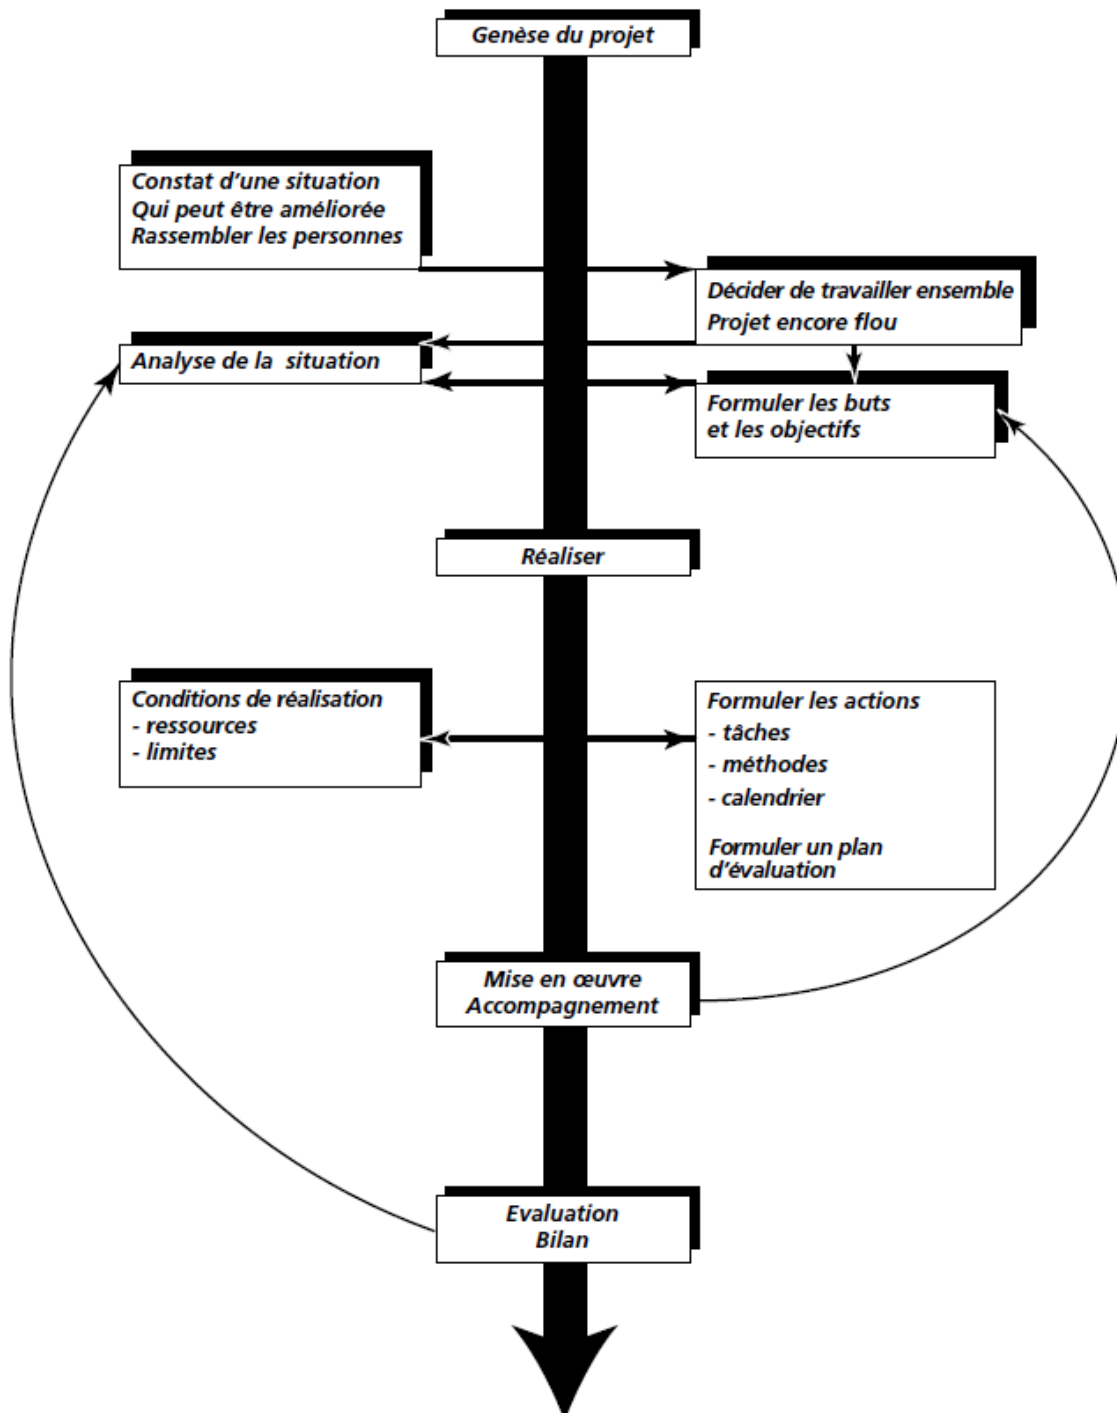 Genèse du projet
Constat d'une situation
Qui peut être améliorée
Rassembler les personnes
Décider de travailler ensemble
Projet encore flou
Analyse de la situation
Formuler les buts
et les objectifs
Réaliser
Conditions de réalisation
- ressources
- limites
Formuler les actions
- tâches
- méthodes
- calendrier
Formuler un plan
d'évaluation
Mise en œuvre
Accompagnement
Evaluation
Bilan